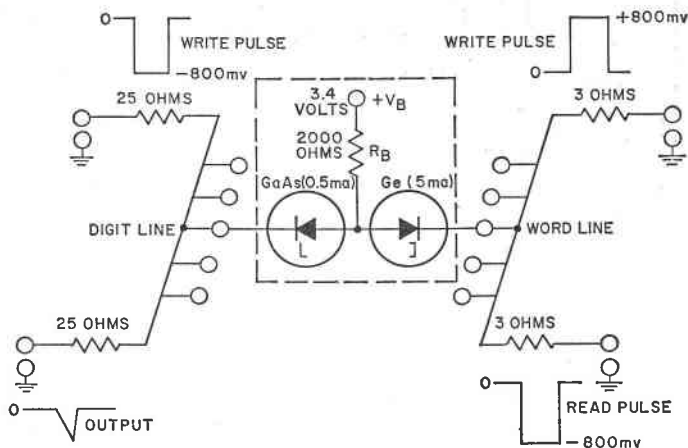 0
WRITE PULSE
-800mv
WRITE PULSE
+800mv
0
25 OHMS
3.4
VOLTS
+VB
3 OHMS
2000
OHMS
RB
GaAs(0.5ma)
Ge (5ma)
DIGIT LINE
WORD LINE
25 OHMS
3 OHMS
0
OUTPUT
0
READ PULSE
-800mv